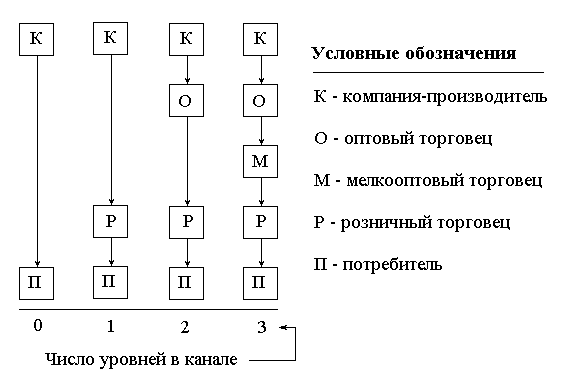 К К К К
Условные обозначения
О О
К - компания-производитель
О - оптовый торговец
М
М - мелкооптовый торговец
Р Р Р
Р - розничный торговец
П П П П
П - потребитель
0 1 2 3
Число уровней в канале